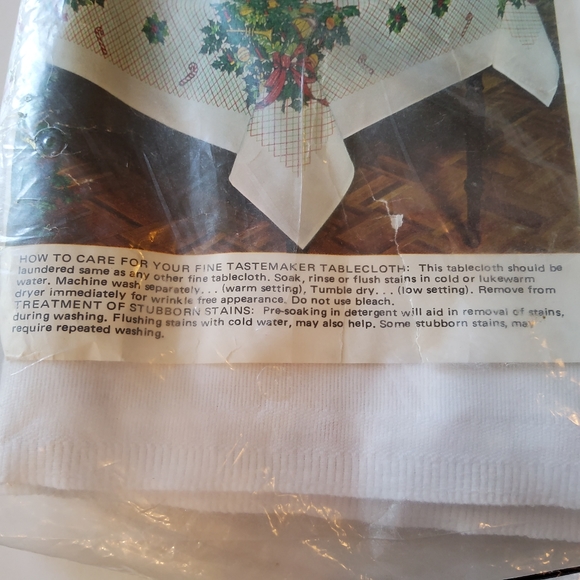 HOW TO CARE FOR YOUR FINE TASTEMAKER TABLECLOTH: This tablecloth should be
laundered same as any other fine tablecloth. Soak, rinse or flush stains in cold or lukewarm
water. Machine wash separately. . . (warm setting), Tumble dry. . . (low setting). Remove from
dryer immediately for wrinkle free appearance. Do not use bleach.
TREATMENT OF STUBBORN STAINS: Pre-soaking in detergent will aid in removal of stains,
during washing. Flushing stains with cold water, may also help. Some stubborn stains, may
require repeated washing.